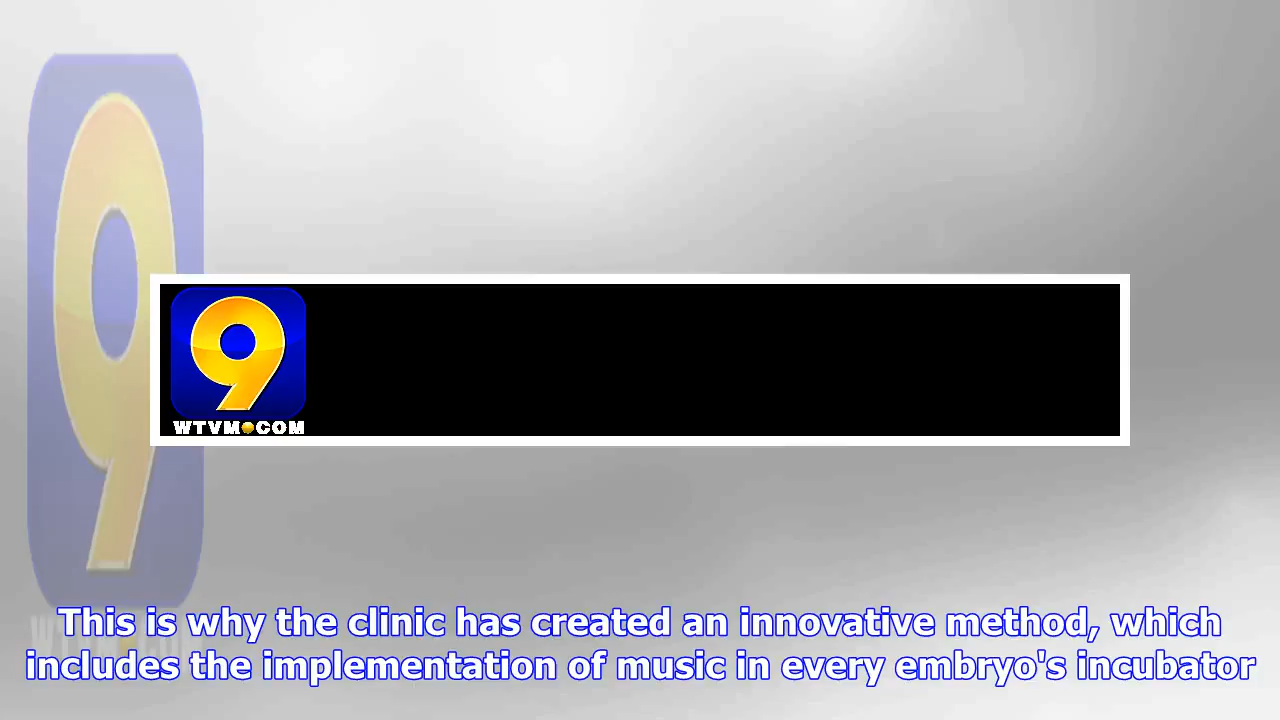 9
WTVM.COM
This is why the clinic has created an innovative method, which
includes the implementation of music in every embryo's incubator